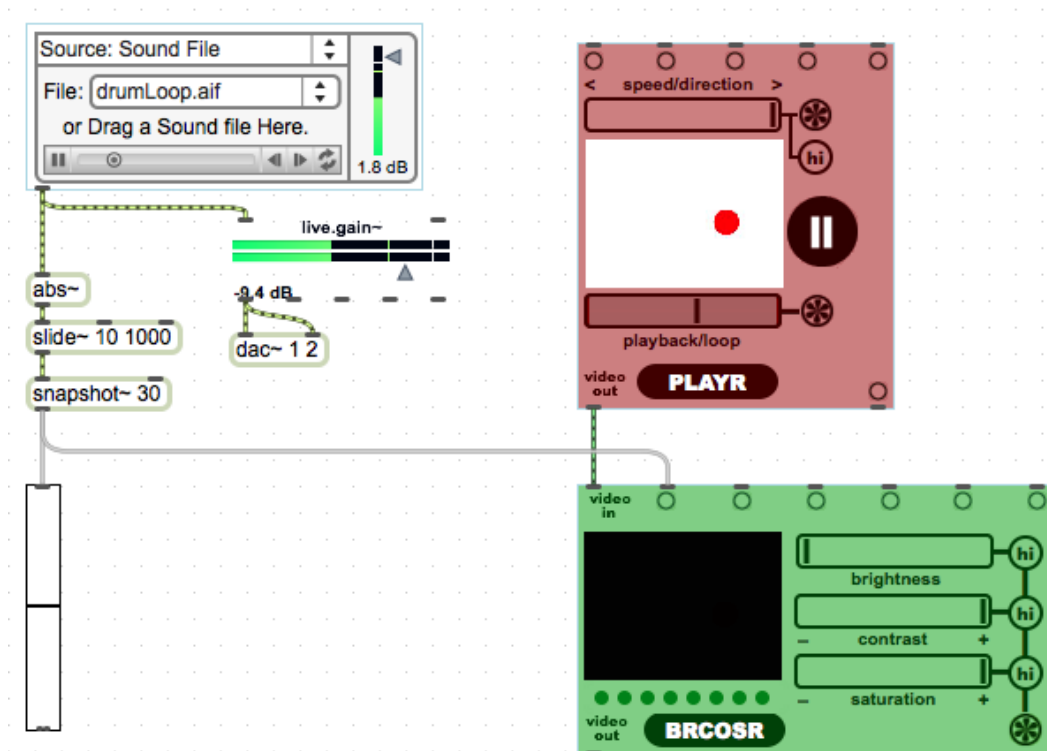 Source: Sound File
File: drumLoop.aif
or Drag a Sound file Here.
1.8 dB
live.gain~
-9.4 dB
abs~
slide~ 10 1000
dac~ 1 2
snapshot~ 30
< speed/direction >
hi
playback/loop
video
out
PLAYR
video
in
hi
brightness
hi
– contrast +
hi
– saturation +
video
out
BRCOSR